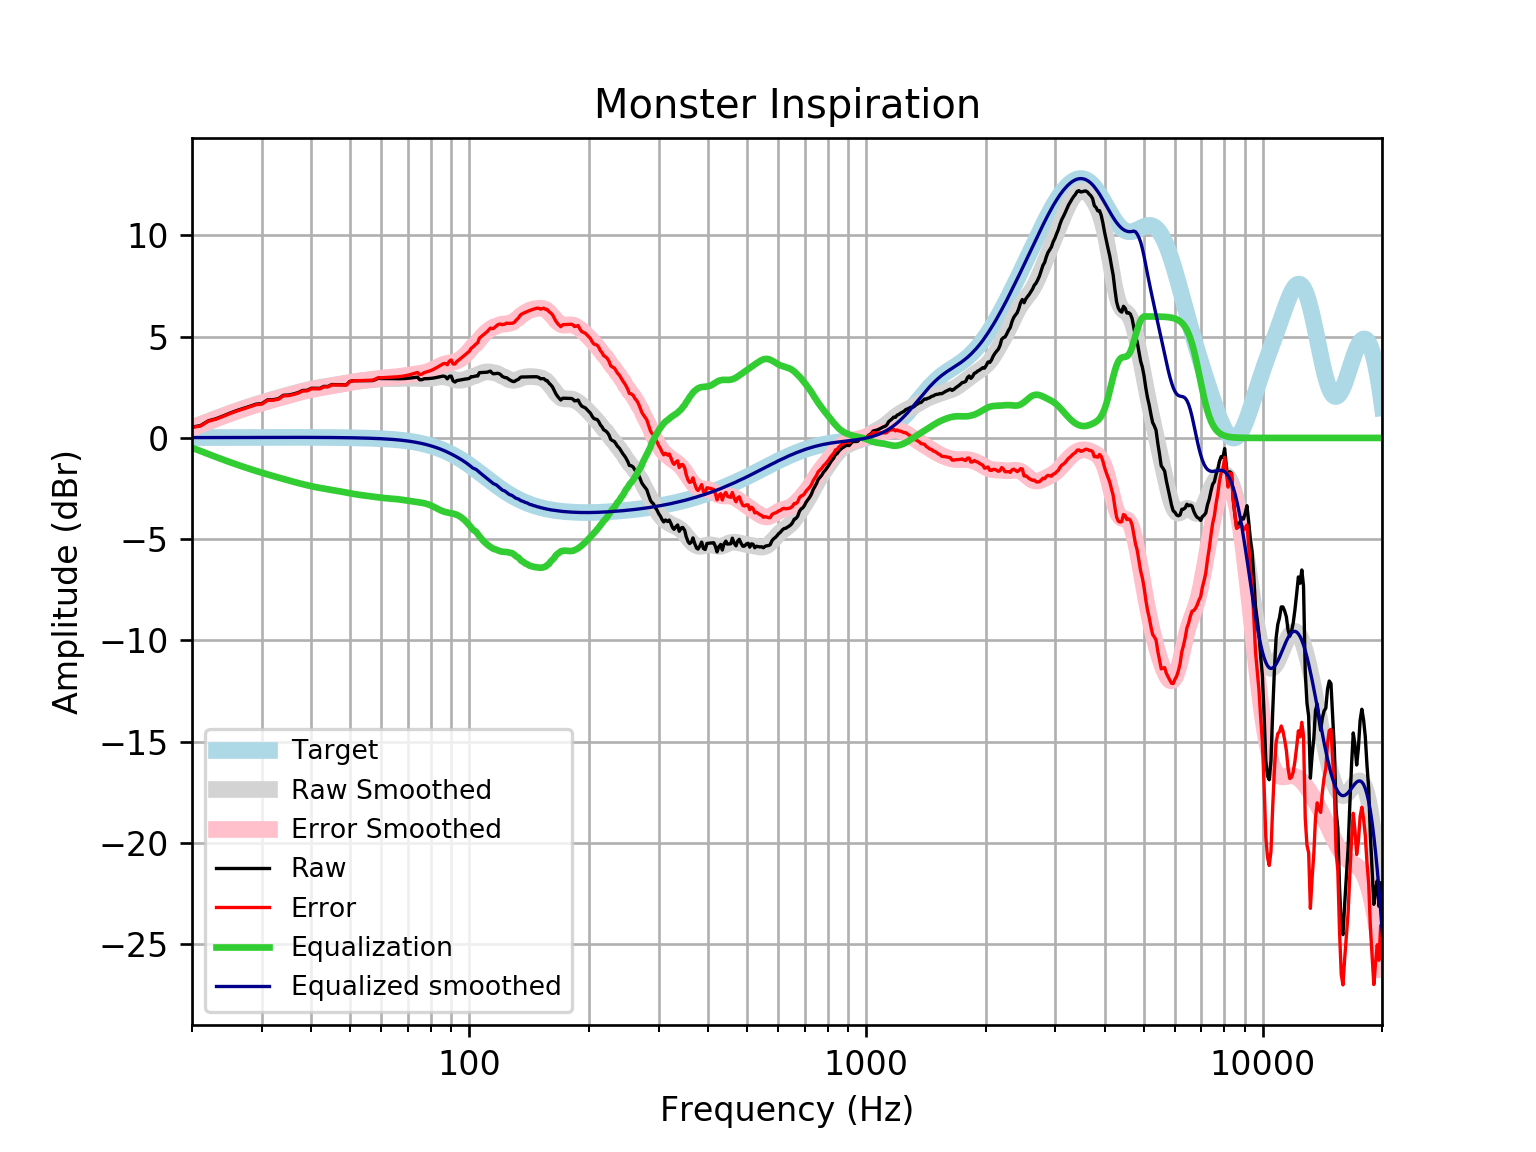 Monster Inspiration
Amplitude (dBr)
10
5
0
−5
−10
−15
−20
−25
Target
Raw Smoothed
Error Smoothed
Raw
Error
Equalization
Equalized smoothed
100
1000
10000
Frequency (Hz)